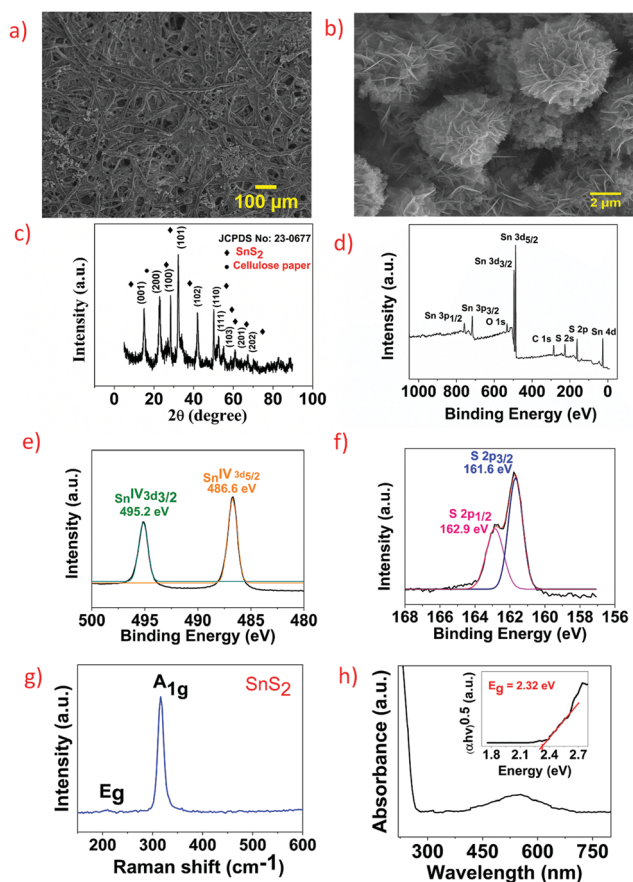 a)
100 µm
b)
2 µm
c)
JCPDS No: 23-0677
♦ SnS2
• Cellulose paper
(001)
(200)
(100)
(101)
(102)
(110)
(111)
(103)
(201)
(202)
Intensity (a.u.)
0 20 40 60 80 100
2θ (degree)
d)
Sn 3d5/2
Sn 3d3/2
Sn 3p1/2
Sn 3p3/2
O 1s
C 1s
S 2s
S 2p
Sn 4d
Intensity (a.u.)
1000 800 600 400 200 0
Binding Energy (eV)
e)
SnIV3d3/2
495.2 eV
SnIV 3d5/2
486.6 eV
Intensity (a.u.)
500 495 490 485 480
Binding Energy (eV)
f)
S 2p3/2
161.6 eV
S 2p1/2
162.9 eV
Intensity (a.u.)
168 166 164 162 160 158 156
Binding Energy (eV)
g)
A1g
SnS2
Eg
Intensity (a.u.)
200 300 400 500 600
Raman shift (cm-1)
h)
Eg = 2.32 eV
(αhv)0.5 (a.u.)
1.8 2.1 2.4 2.7
Energy (eV)
Absorbance (a.u.)
300 450 600 750
Wavelength (nm)